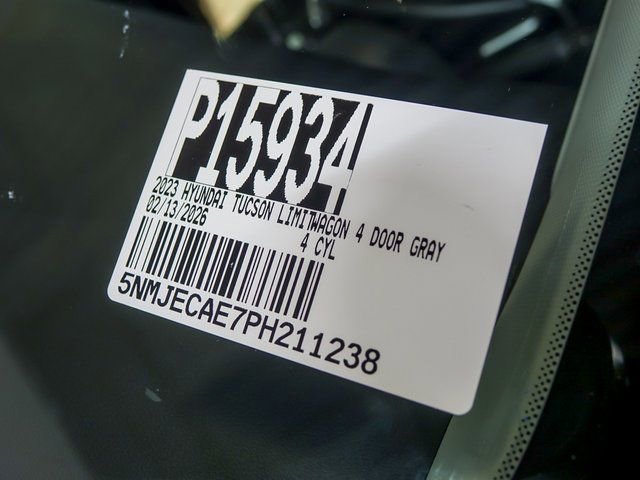 P15934
2023 HYUNDAI TUCSON LIMITWAGON 4 DOOR GRAY
02/13/2026 4 CYL
5NMJECAE7PH211238